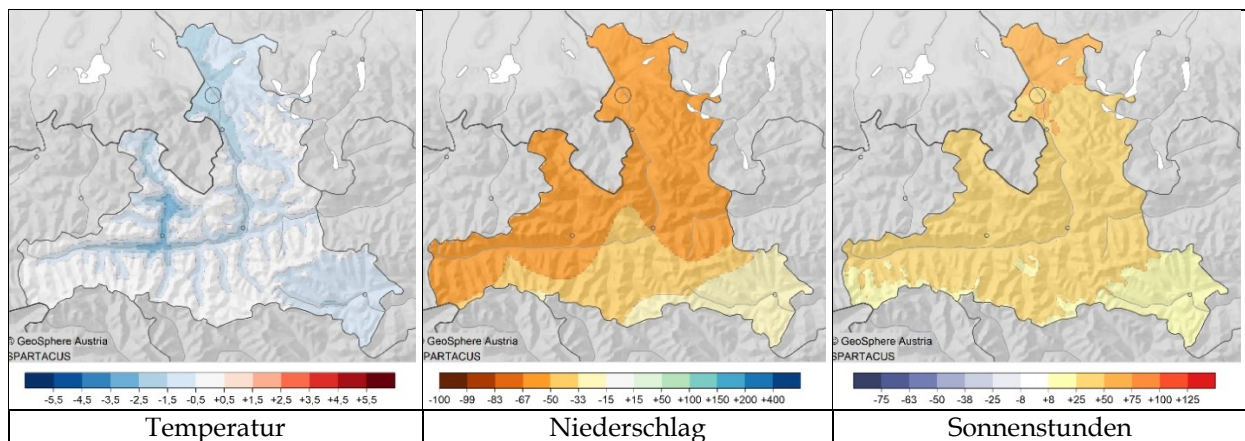 © GeoSphere Austria
SPARTACUS
-5,5 -4,5 -3,5 -2,5 -1,5 -0,5 +0,5 +1,5 +2,5 +3,5 +4,5 +5,5
Temperatur
© GeoSphere Austria
SPARTACUS
-100 -99 -83 -67 -50 -33 -15 +15 +50 +100 +200 +400
Niederschlag
© GeoSphere Austria
SPARTACUS
-75 -63 -50 -38 -25 -8 +8 +25 +50 +75 +100 +125
Sonnenstunden